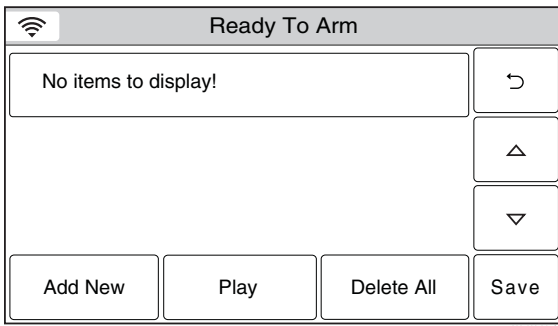 Ready To Arm
No items to display!
Add New
Play
Delete All
Save